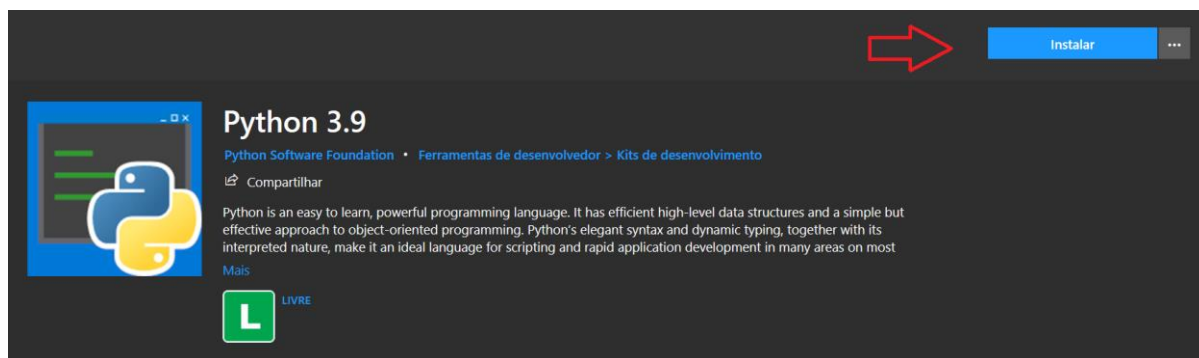 Instalar
Python 3.9
Python Software Foundation • Ferramentas de desenvolvedor > Kits de desenvolvimento
Compartilhar
Python is an easy to learn, powerful programming language. It has efficient high-level data structures and a simple but
effective approach to object-oriented programming. Python's elegant syntax and dynamic typing, together with its
interpreted nature, make it an ideal language for scripting and rapid application development in many areas on most
Mais
L
LIVRE